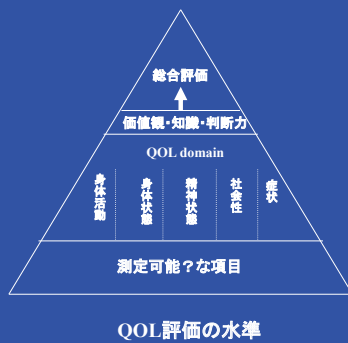 総合評価
価値観・知識・判断力
QOL domain
身体活動
身体状態
精神状態
社会性
症状
測定可能？な項目
QOL評価の水準